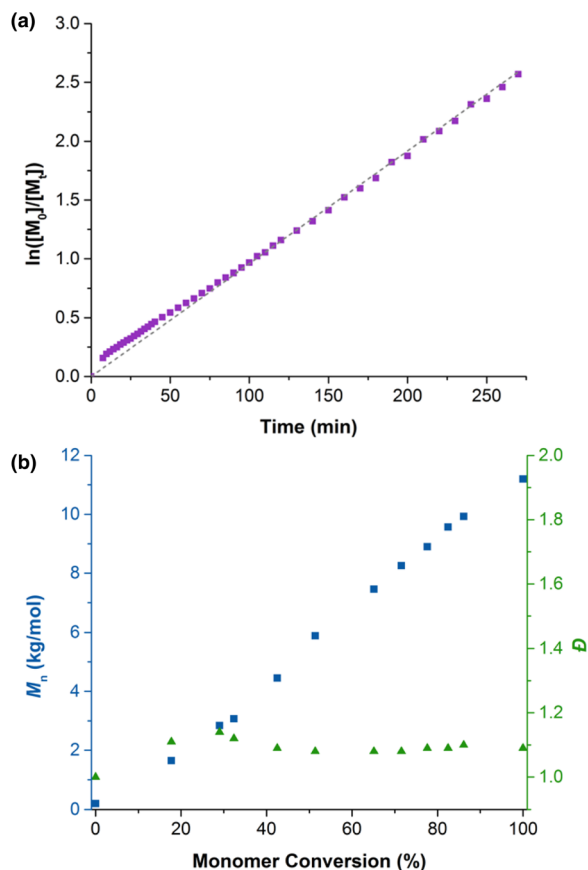 (a)
3.0
2.5
2.0
1.5
1.0
0.5
0.0
ln([M₀]/[Mₜ])
0 50 100 150 200 250
Time (min)
(b)
12
10
8
6
4
2
0
Mₙ (kg/mol)
2.0
1.8
1.6
1.4
1.2
1.0
Đ
0 20 40 60 80 100
Monomer Conversion (%)